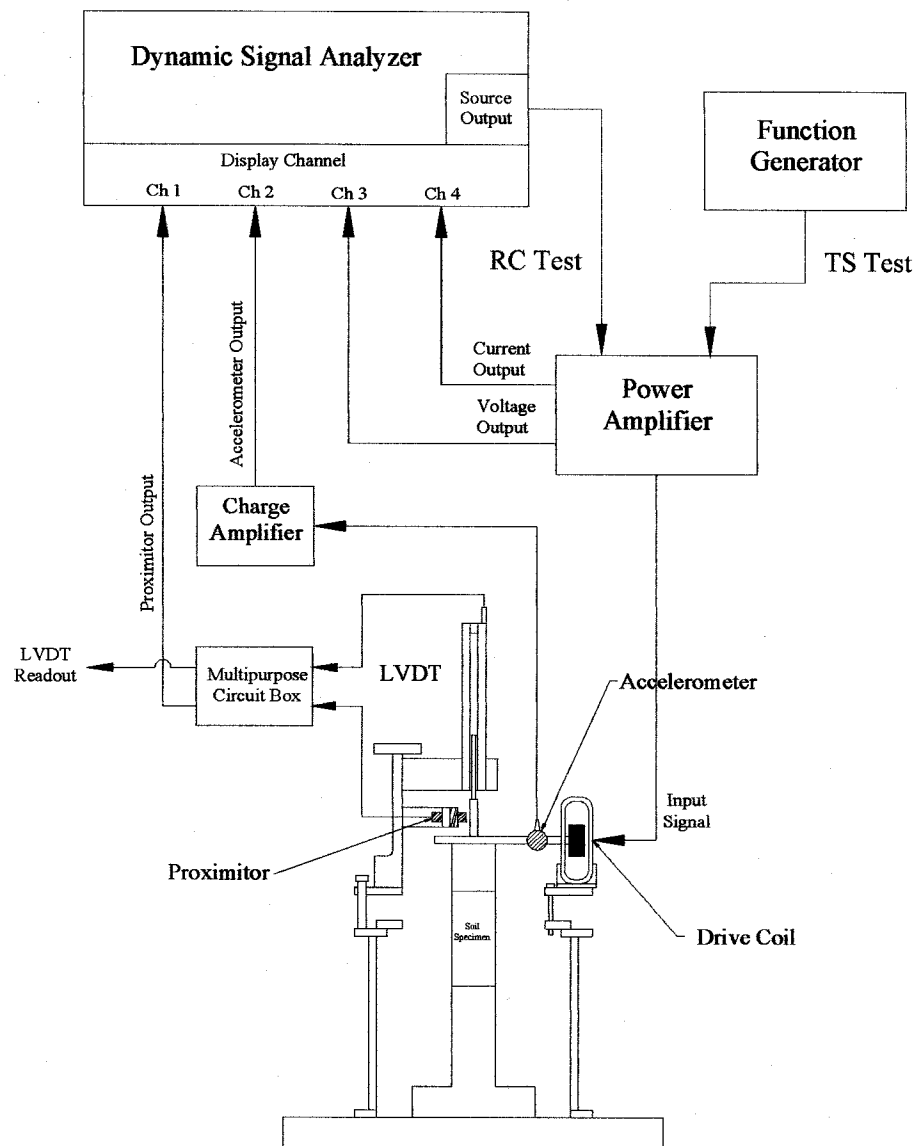 Dynamic Signal Analyzer
Source
Output
Display Channel
Ch 1
Ch 2
Ch 3
Ch 4
Function
Generator
RC Test
TS Test
Current
Output
Voltage
Output
Power
Amplifier
Accelerometer Output
Proximitor Output
Charge
Amplifier
LVDT
Readout
Multipurpose
Circuit Box
LVDT
Accelerometer
Input
Signal
Proximitor
Soil
Specimen
Drive Coil